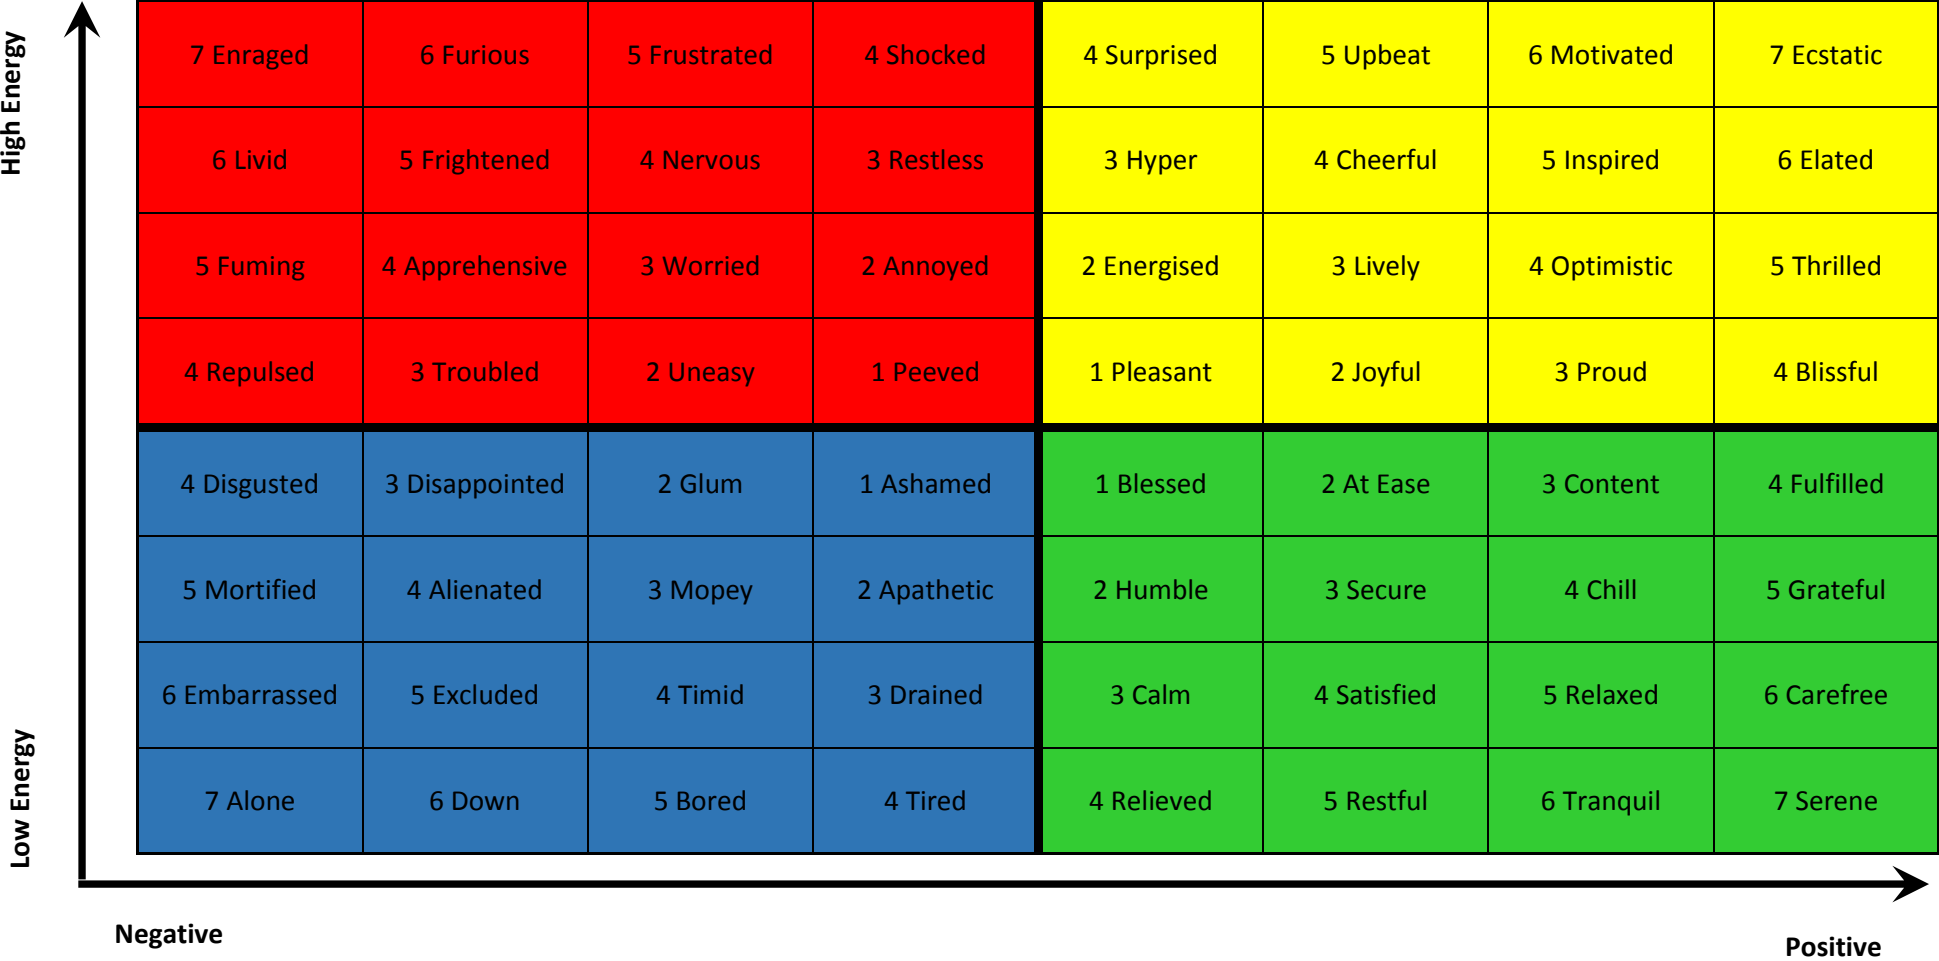 High Energy
7 Enraged 6 Furious 5 Frustrated 4 Shocked 4 Surprised 5 Upbeat 6 Motivated 7 Ecstatic
6 Livid 5 Frightened 4 Nervous 3 Restless 3 Hyper 4 Cheerful 5 Inspired 6 Elated
5 Fuming 4 Apprehensive 3 Worried 2 Annoyed 2 Energised 3 Lively 4 Optimistic 5 Thrilled
4 Repulsed 3 Troubled 2 Uneasy 1 Peeved 1 Pleasant 2 Joyful 3 Proud 4 Blissful
4 Disgusted 3 Disappointed 2 Glum 1 Ashamed 1 Blessed 2 At Ease 3 Content 4 Fulfilled
5 Mortified 4 Alienated 3 Mopey 2 Apathetic 2 Humble 3 Secure 4 Chill 5 Grateful
6 Embarrassed 5 Excluded 4 Timid 3 Drained 3 Calm 4 Satisfied 5 Relaxed 6 Carefree
7 Alone 6 Down 5 Bored 4 Tired 4 Relieved 5 Restful 6 Tranquil 7 Serene
Low Energy
Negative
Positive